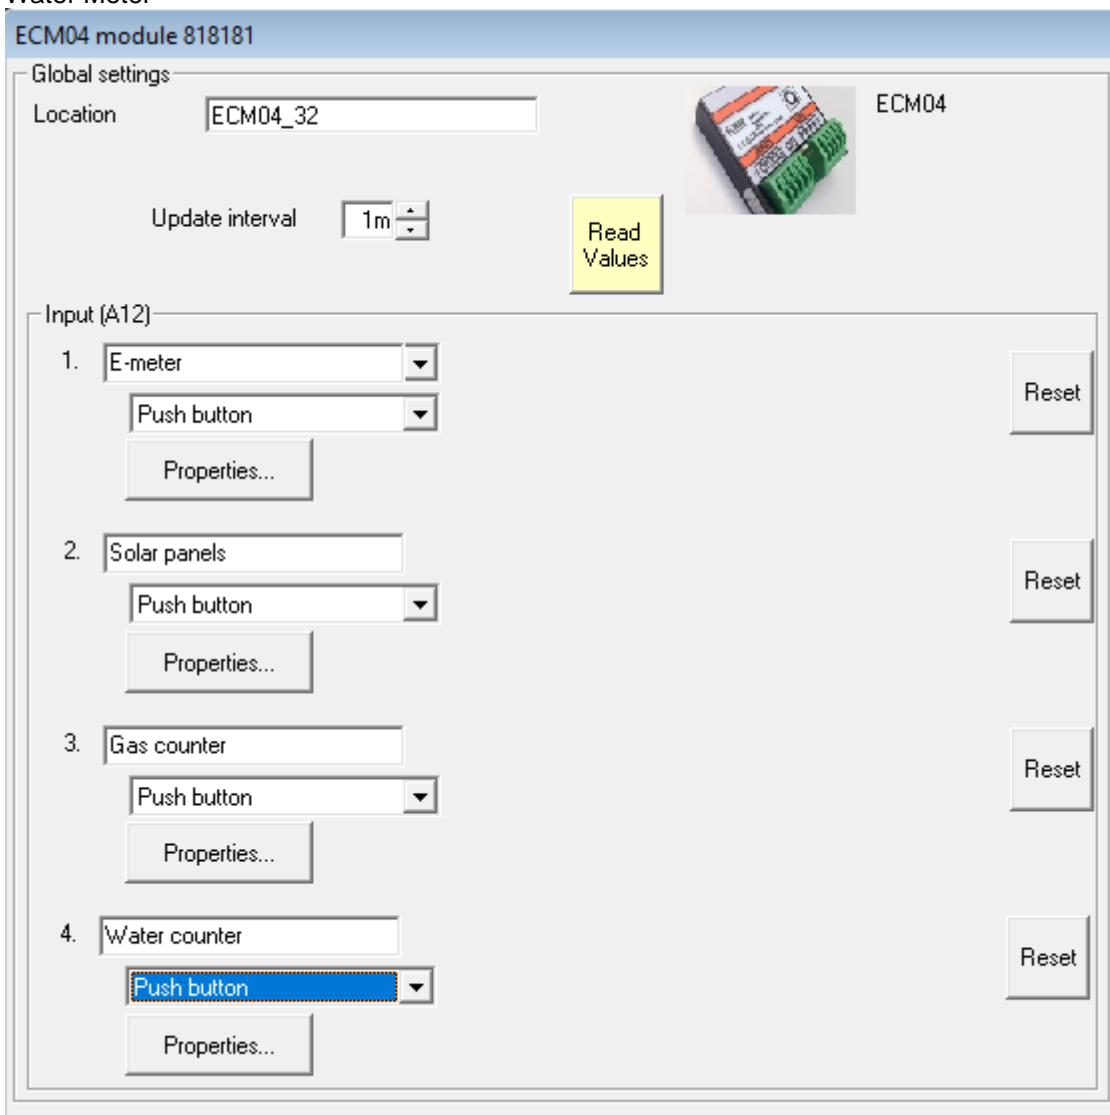 Water Meter
ECM04 module 818181
Global settings
Location ECM04_32
ECM04
Update interval 1m
Read
Values
Input (A12)
1. E-meter
Reset
Push button
Properties...
2. Solar panels
Reset
Push button
Properties...
3. Gas counter
Reset
Push button
Properties...
4. Water counter
Reset
Push button
Properties...